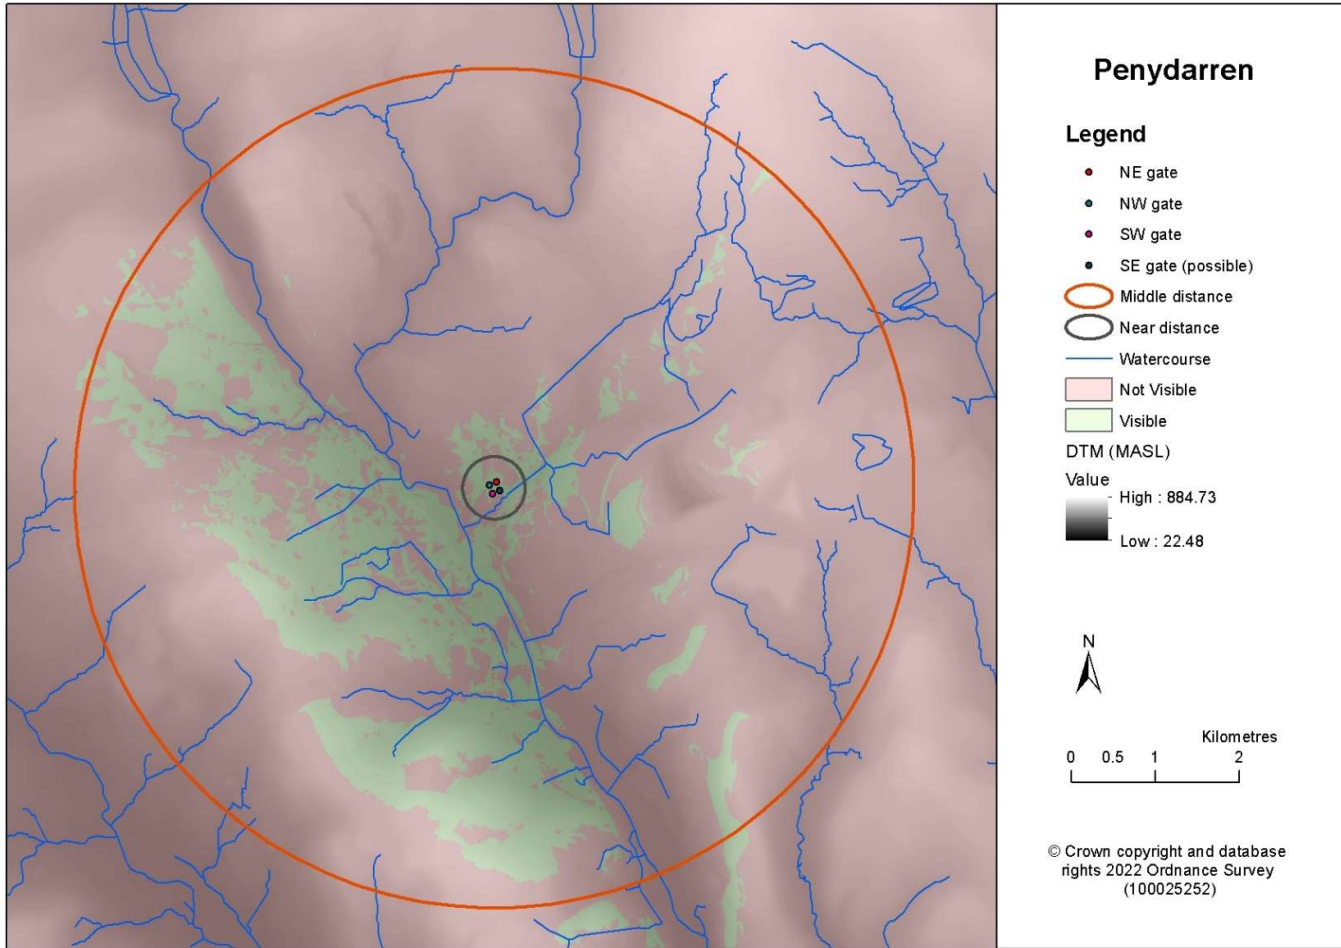 Penydarren
Legend
NE gate
NW gate
SW gate
SE gate (possible)
Middle distance
Near distance
Watercourse
Not Visible
Visible
DTM (MASL)
Value
High : 884.73
Low : 22.48
N
Kilometres
0 0.5 1 2
© Crown copyright and database
rights 2022 Ordnance Survey
(100025252)